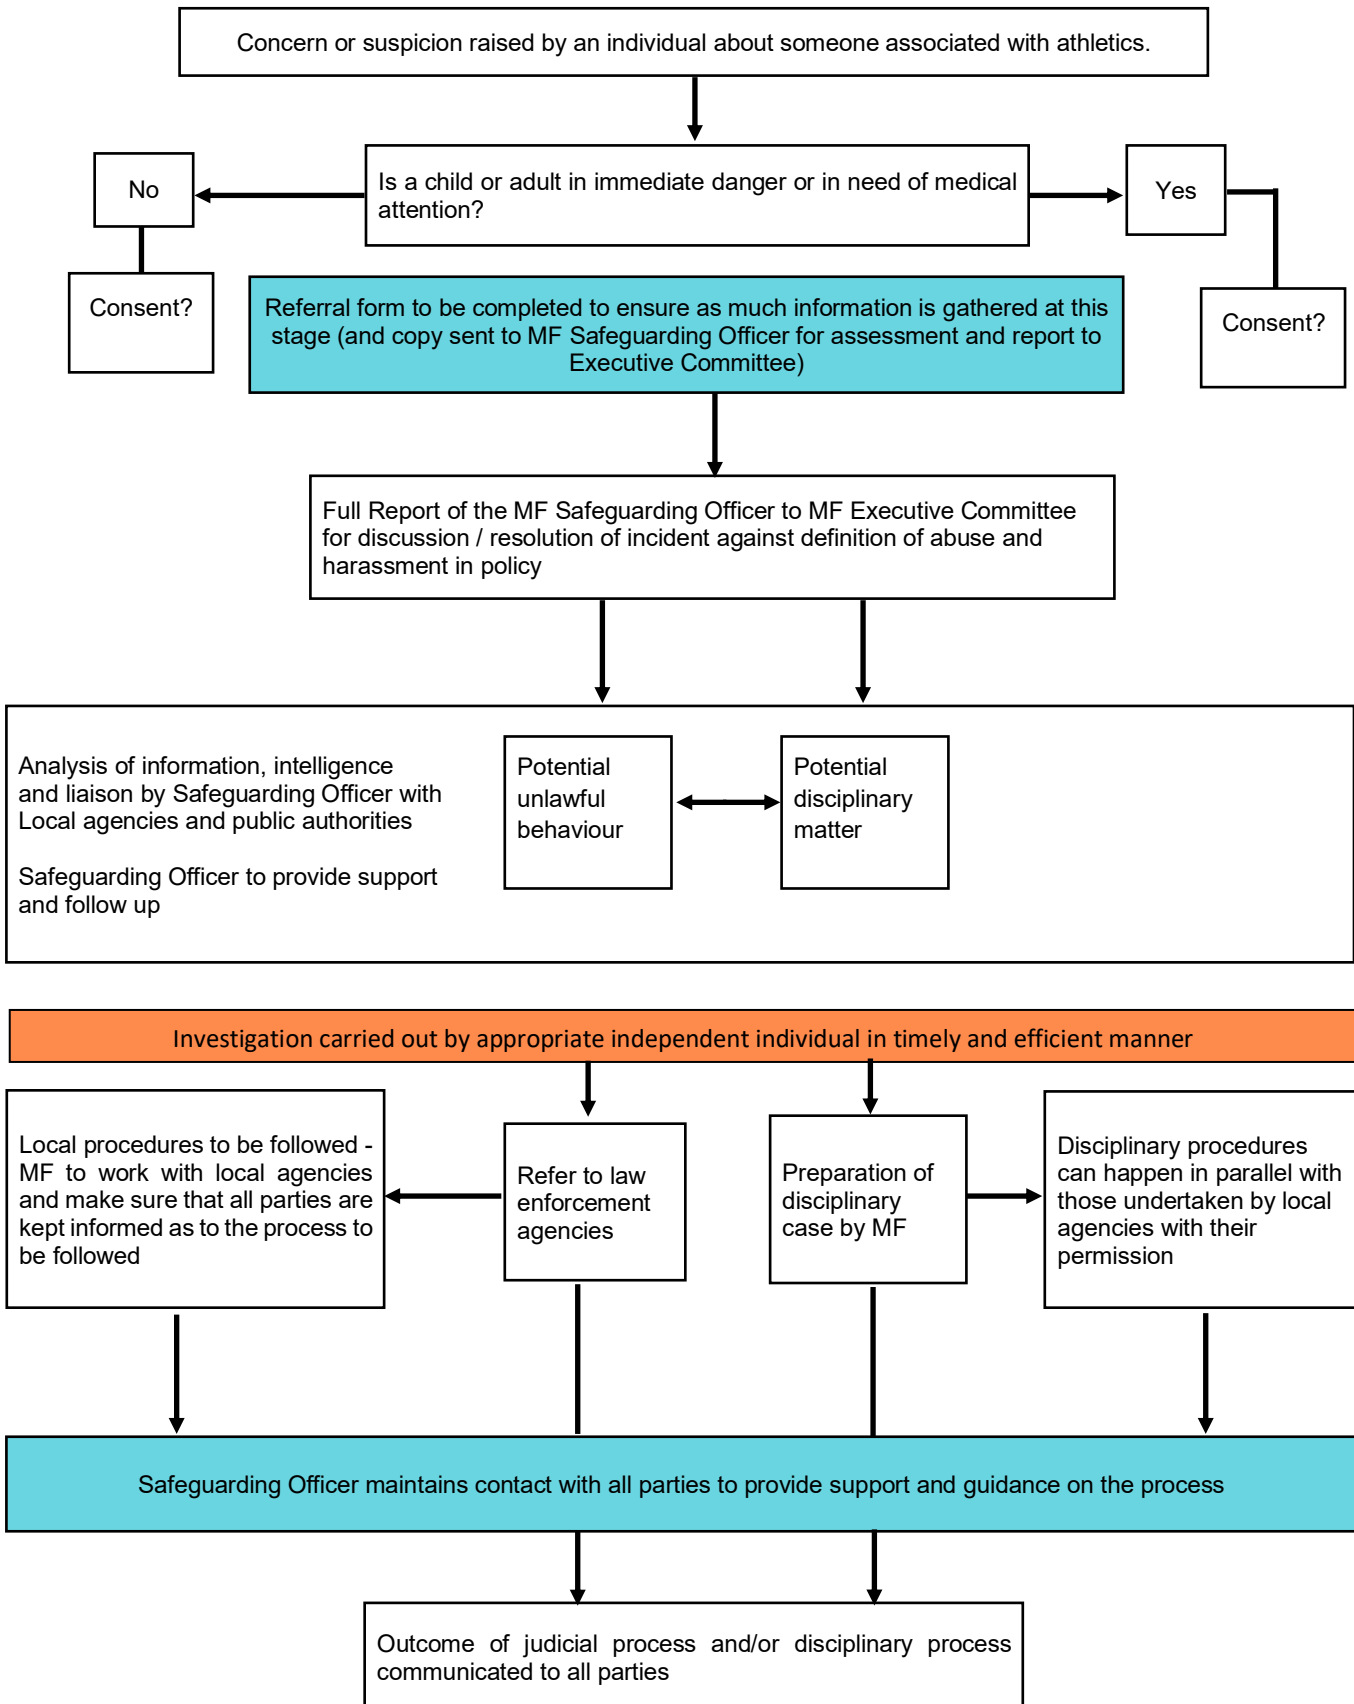 Concern or suspicion raised by an individual about someone associated with athletics.
No
Is a child or adult in immediate danger or in need of medical
attention?
Yes
Consent?
Referral form to be completed to ensure as much information is gathered at this
stage (and copy sent to MF Safeguarding Officer for assessment and report to
Executive Committee)
Consent?
Full Report of the MF Safeguarding Officer to MF Executive Committee
for discussion / resolution of incident against definition of abuse and
harassment in policy
Analysis of information, intelligence
and liaison by Safeguarding Officer with
Local agencies and public authorities
Safeguarding Officer to provide support
and follow up
Potential
unlawful
behaviour
Potential
disciplinary
matter
Investigation carried out by appropriate independent individual in timely and efficient manner
Local procedures to be followed -
MF to work with local agencies
and make sure that all parties are
kept informed as to the process to
be followed
Refer to law
enforcement
agencies
Preparation of
disciplinary
case by MF
Disciplinary procedures
can happen in parallel with
those undertaken by local
agencies with their
permission
Safeguarding Officer maintains contact with all parties to provide support and guidance on the process
Outcome of judicial process and/or disciplinary process
communicated to all parties